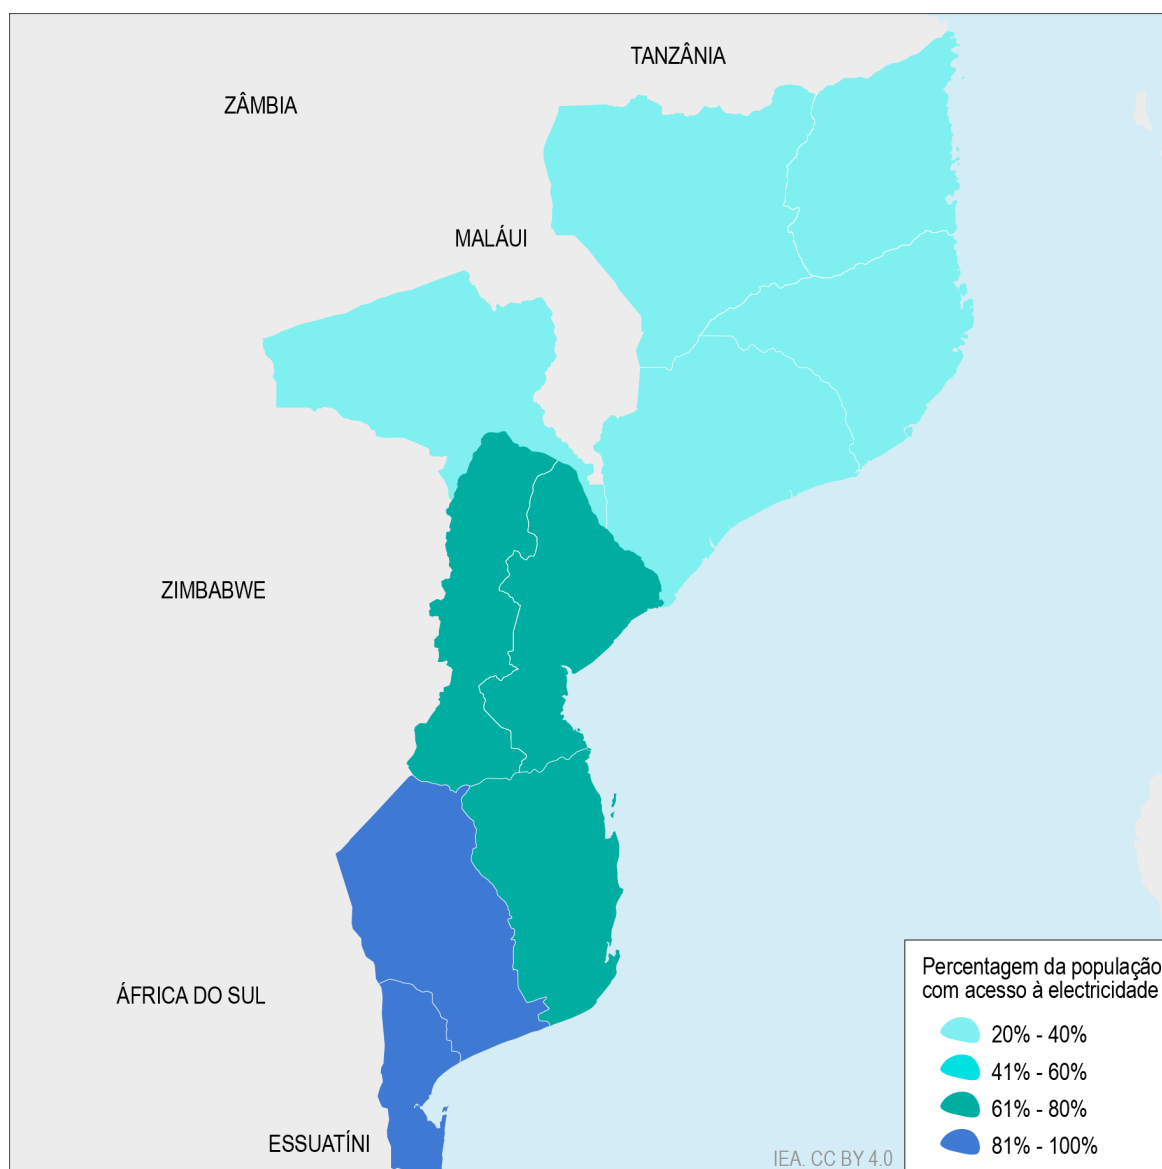 TANZÂNIA
ZÂMBIA
MALÁUI
ZIMBABWE
ÁFRICA DO SUL
ESSUATÍNI
Percentagem da população
com acesso à electricidade
20% - 40%
41% - 60%
61% - 80%
81% - 100%
IEA. CC BY 4.0